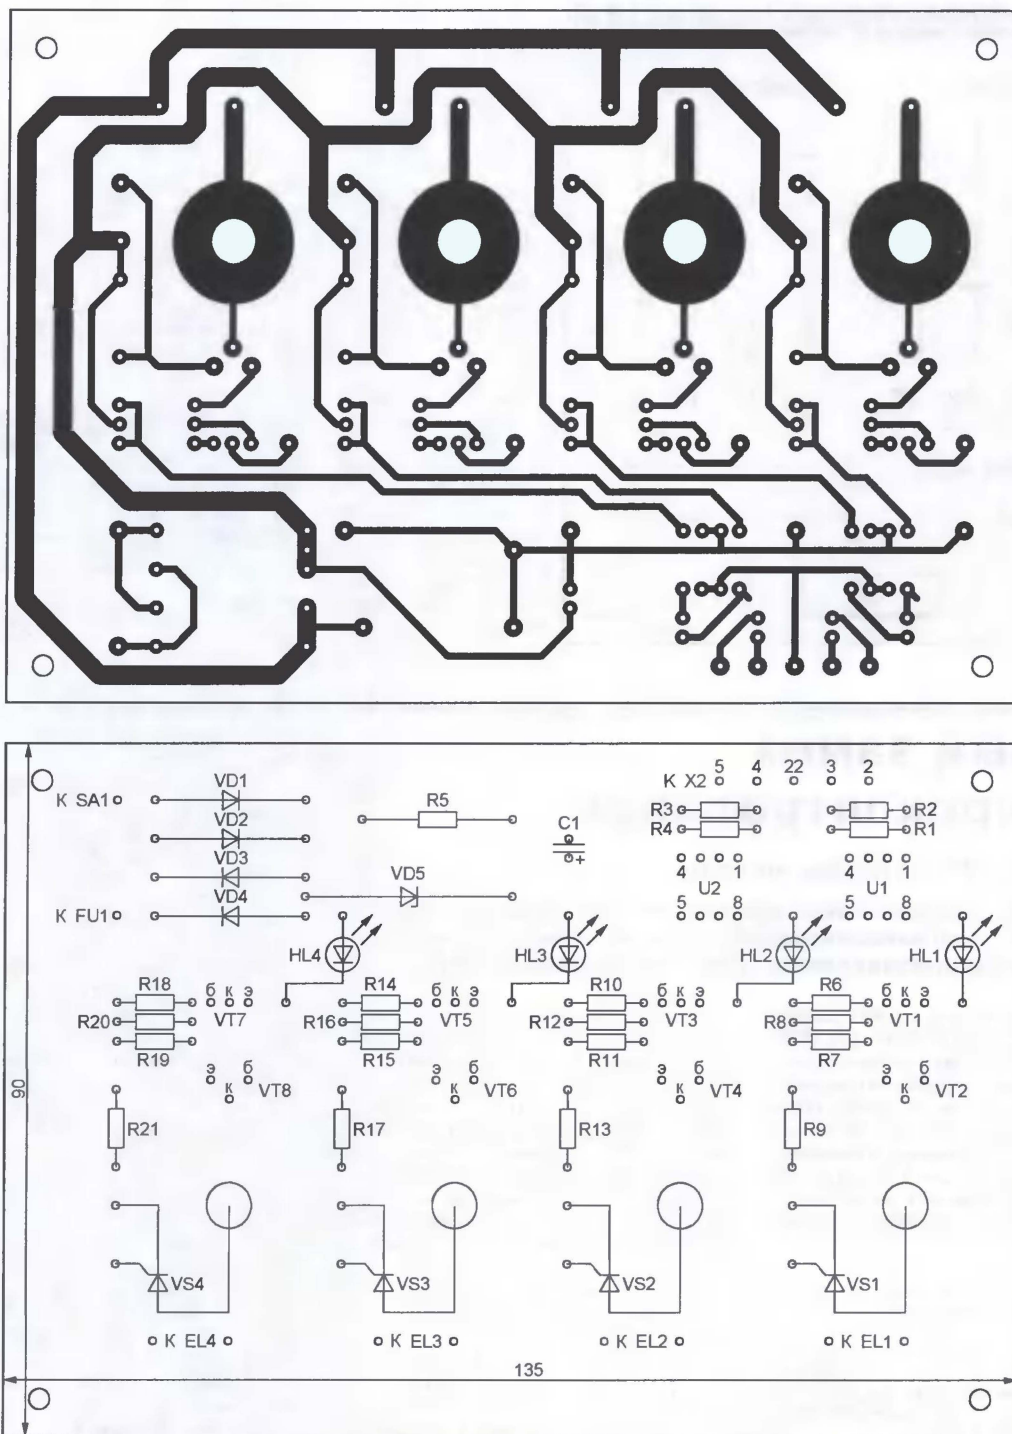 5 4 22 3 2
К X2
VD1
К SA1
R5
R3
R2
C1
R4
R1
VD2
+
VD3
4 1
4 1
VD5
U2
U1
VD4
К FU1
5 8
5 8
HL4
HL3
HL2
HL1
R18
б к э
R14
б к э
R10
б к э
R6
б к э
R20
VT7
R16
VT5
R12
VT3
R8
VT1
R19
R15
R11
R7
э б
к
VT8
э б
к
VT6
э б
к
VT4
э б
к
VT2
90
R21
R17
R13
R9
VS4
VS3
VS2
VS1
К EL4
К EL3
К EL2
К EL1
135